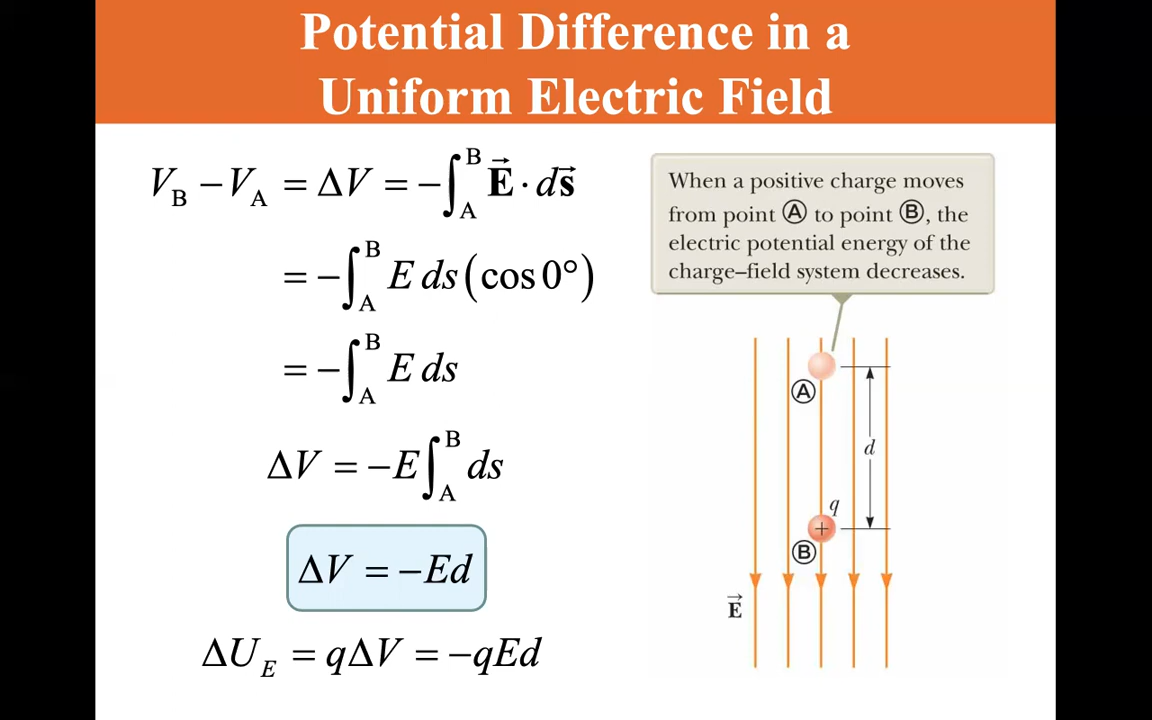 Potential Difference in a
Uniform Electric Field
V_B − V_A = ΔV = −∫_A^B E⃗ · ds⃗
= −∫_A^B E ds (cos 0°)
= −∫_A^B E ds
ΔV = −E ∫_A^B ds
ΔV = −Ed
ΔU_E = qΔV = −qEd
When a positive charge moves
from point Ⓐ to point Ⓑ, the
electric potential energy of the
charge–field system decreases.
Ⓐ
d
q
+
Ⓑ
E⃗